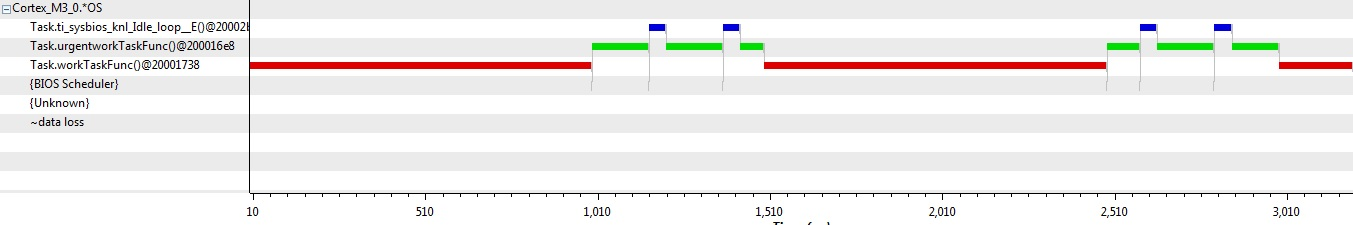 Cortex_M3_0.*OS
Task.ti_sysbios_knl_Idle_loop__E()@20002
Task.urgentworkTaskFunc()@200016e8
Task.workTaskFunc()@20001738
{BIOS Scheduler}
{Unknown}
~data loss
10 510 1,010 1,510 2,010 2,510 3,010